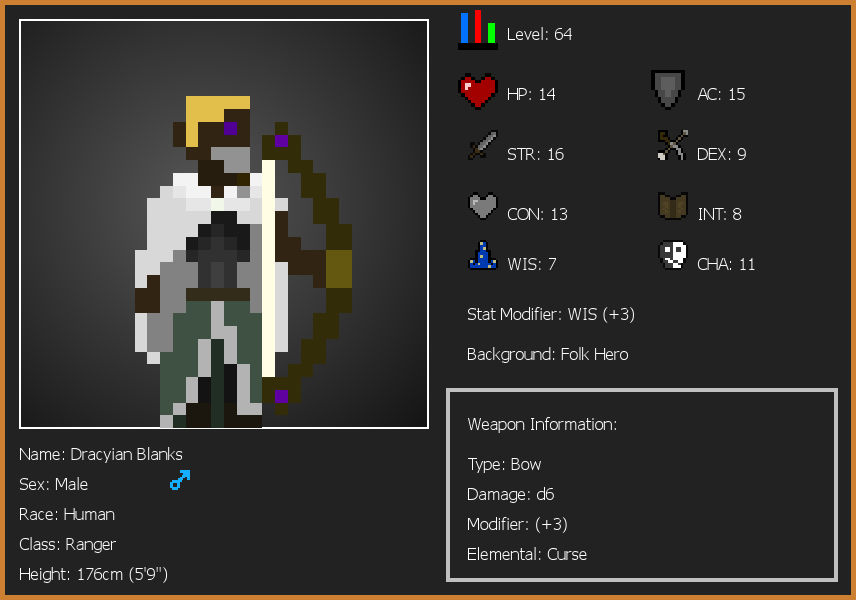 Level: 64
HP: 14
AC: 15
STR: 16
DEX: 9
CON: 13
INT: 8
WIS: 7
CHA: 11
Stat Modifier: WIS (+3)
Background: Folk Hero
Name: Dracyian Blanks
Sex: Male
Race: Human
Class: Ranger
Height: 176cm (5'9")
Weapon Information:
Type: Bow
Damage: d6
Modifier: (+3)
Elemental: Curse